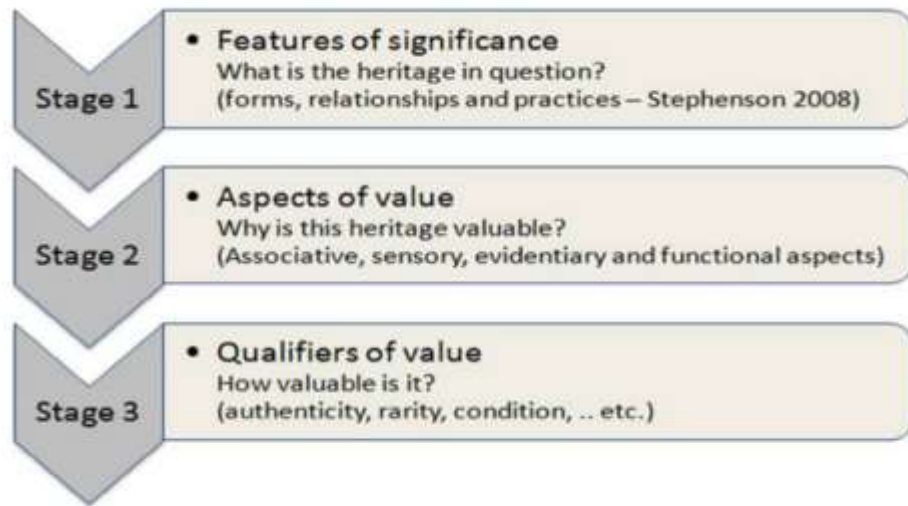 Stage 1
• Features of significance
What is the heritage in question?
(forms, relationships and practices – Stephenson 2008)
Stage 2
• Aspects of value
Why is this heritage valuable?
(Associative, sensory, evidentiary and functional aspects)
Stage 3
• Qualifiers of value
How valuable is it?
(authenticity, rarity, condition, .. etc.)